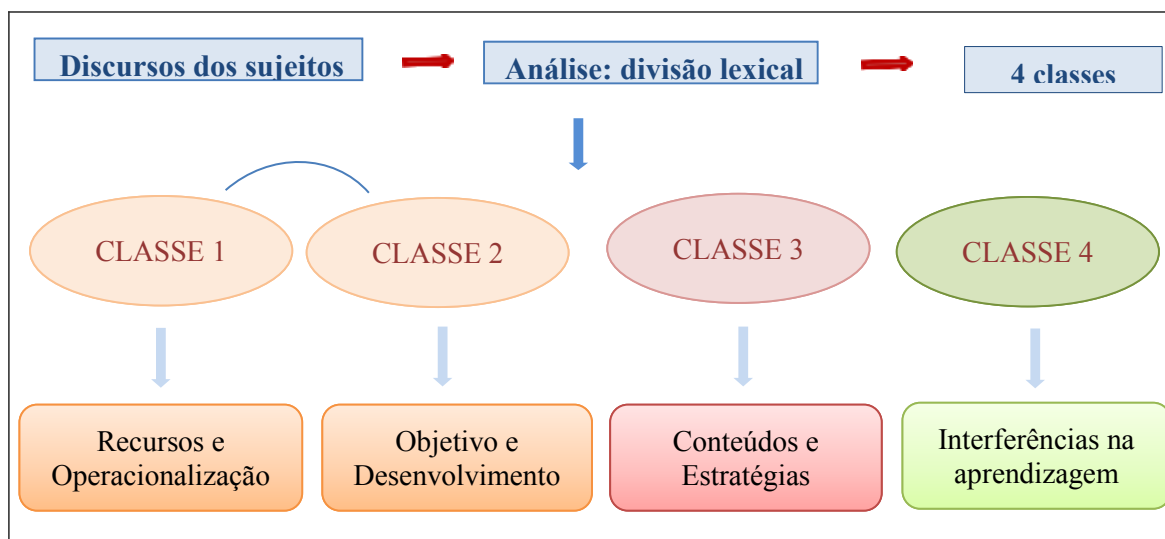 Discursos dos sujeitos
Análise: divisão lexical
4 classes
CLASSE 1
CLASSE 2
CLASSE 3
CLASSE 4
Recursos e
Operacionalização
Objetivo e
Desenvolvimento
Conteúdos e
Estratégias
Interferências na
aprendizagem